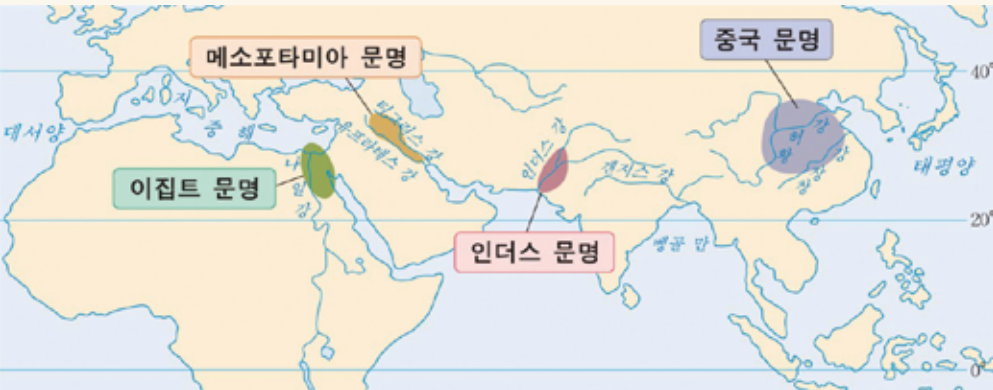 중국 문명
메소포타미아 문명
40°
지
중 해
대서양
티그리스 강
유프라테스 강
인더스 강
황
허 강
창장 강
태평양
갠지스 강
나
일
강
이집트 문명
20°
인더스 문명
벵골 만
0°